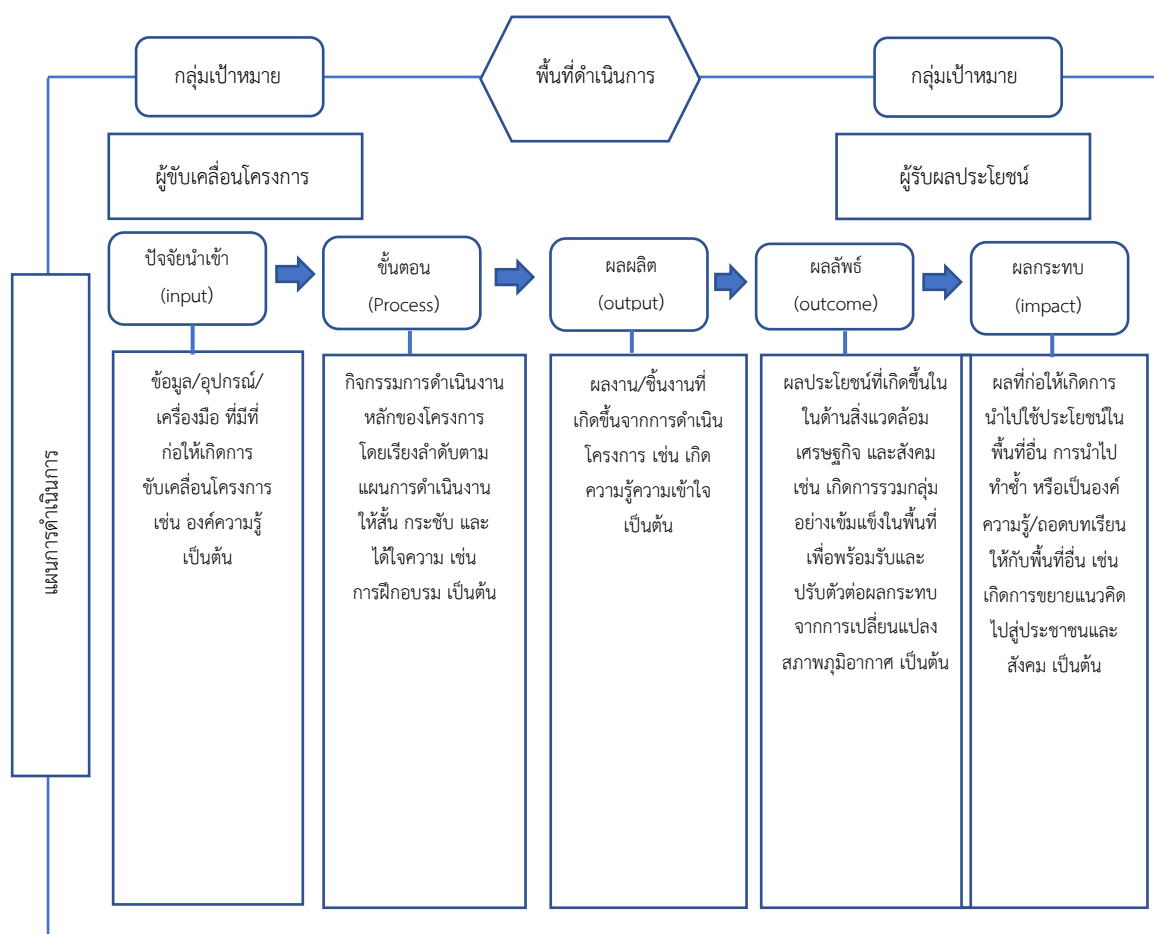 กลุ่มเป้าหมาย
พื้นที่ดำเนินการ
กลุ่มเป้าหมาย
ผู้ขับเคลื่อนโครงการ
ผู้รับผลประโยชน์
แผนการดำเนินการ
ปัจจัยนำเข้า
(input)
ขั้นตอน
(Process)
ผลผลิต
(output)
ผลลัพธ์
(outcome)
ผลกระทบ
(impact)
ข้อมูล/อุปกรณ์/
เครื่องมือ ที่มีที่
ก่อให้เกิดการ
ขับเคลื่อนโครงการ
เช่น องค์ความรู้
เป็นต้น
กิจกรรมการดำเนินงาน
หลักของโครงการ
โดยเรียงลำดับตาม
แผนการดำเนินงาน
ให้สั้น กระชับ และ
ได้ใจความ เช่น
การฝึกอบรม เป็นต้น
ผลงาน/ชิ้นงานที่
เกิดขึ้นจากการดำเนิน
โครงการ เช่น เกิด
ความรู้ความเข้าใจ
เป็นต้น
ผลประโยชน์ที่เกิดขึ้นใน
ในด้านสิ่งแวดล้อม
เศรษฐกิจ และสังคม
เช่น เกิดการรวมกลุ่ม
อย่างเข้มแข็งในพื้นที่
เพื่อพร้อมรับและ
ปรับตัวต่อผลกระทบ
จากการเปลี่ยนแปลง
สภาพภูมิอากาศ เป็นต้น
ผลที่ก่อให้เกิดการ
นำไปใช้ประโยชน์ใน
พื้นที่อื่น การนำไป
ทำซ้ำ หรือเป็นองค์
ความรู้/ถอดบทเรียน
ให้กับพื้นที่อื่น เช่น
เกิดการขยายแนวคิด
ไปสู่ประชาชนและ
สังคม เป็นต้น